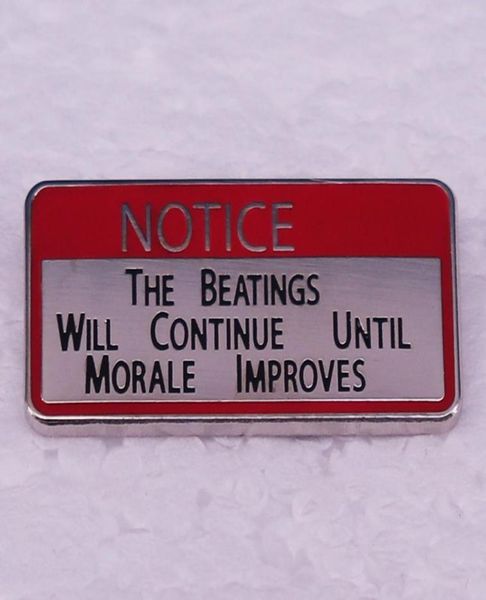 NOTICE
The Beatings
Will Continue Until
Morale Improves